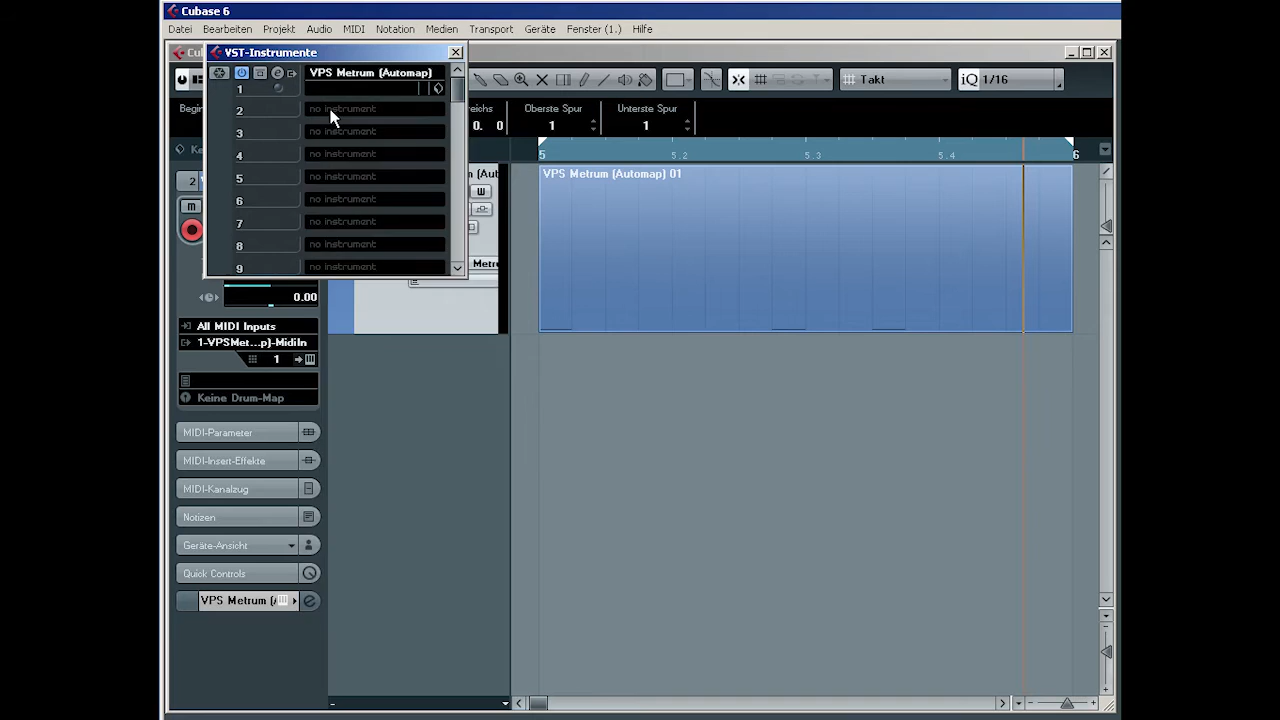 Cubase 6
Datei Bearbeiten Projekt Audio MIDI Notation Medien Transport Geräte Fenster (1.) Hilfe
VST-Instrumente
VPS Metrum (Automap)
1
2 no instrument
3 no instrument
4 no instrument
5 no instrument
6 no instrument
7 no instrument
8 no instrument
9 no instrument
Takt
iQ 1/16
Oberste Spur
1
Unterste Spur
1
0. 0
5 5.2 5.3 5.4 6
VPS Metrum (Automap) 01
2
m
0.00
All MIDI Inputs
1-VPSMet...p)-MidiIn
1
Keine Drum-Map
MIDI-Parameter
MIDI-Insert-Effekte
MIDI-Kanalzug
Notizen
Geräte-Ansicht
Quick Controls
VPS Metrum (